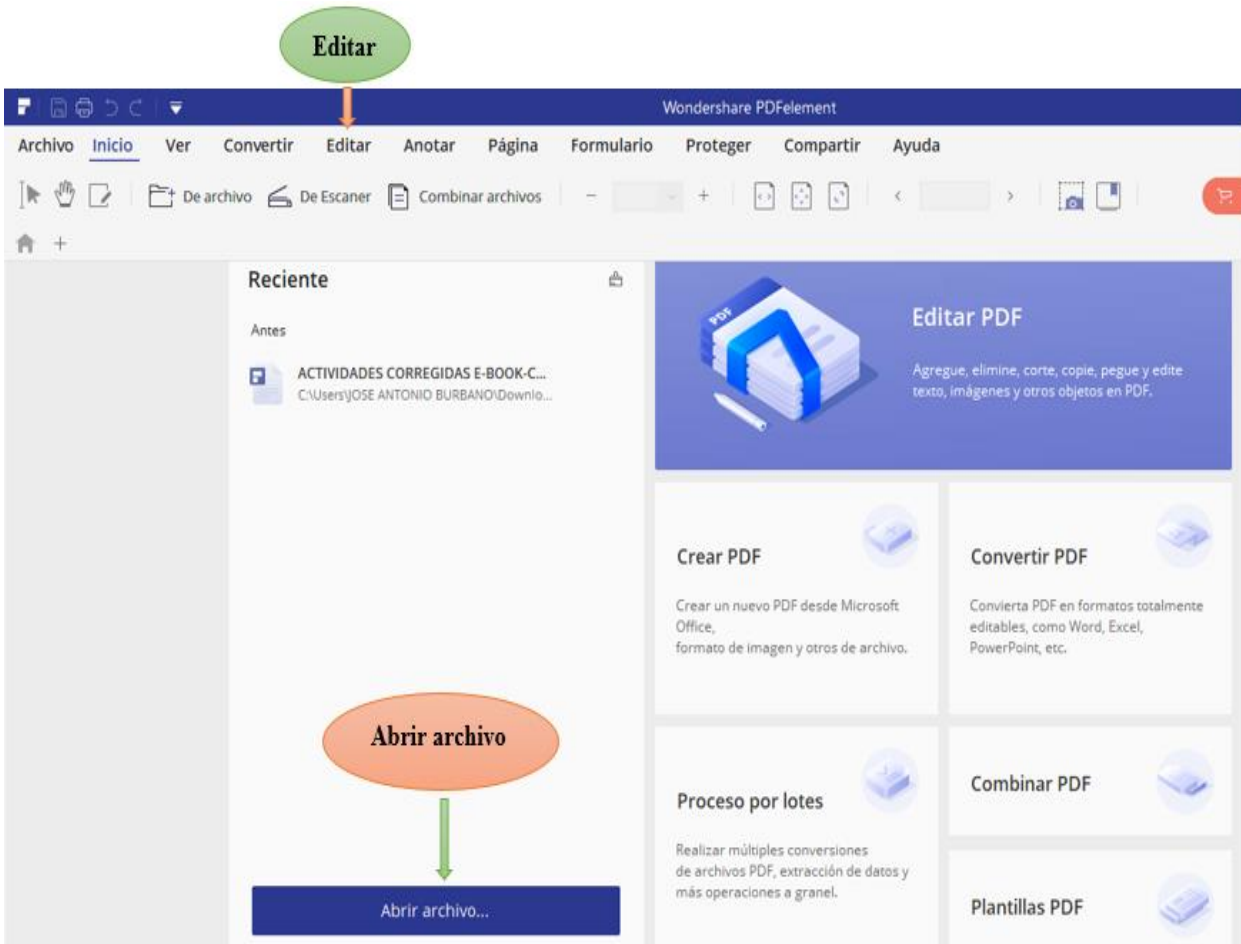 Editar
Wondershare PDFelement
Archivo Inicio Ver Convertir Editar Anotar Página Formulario Proteger Compartir Ayuda
De archivo De Escaner Combinar archivos
Reciente
Antes
ACTIVIDADES CORREGIDAS E-BOOK-C...
C:\Users\JOSE ANTONIO BURBANO\Downlo...
Abrir archivo
Abrir archivo...
PDF
Editar PDF
Agregue, elimine, corte, copie, pegue y edite
texto, imágenes y otros objetos en PDF.
Crear PDF
Crear un nuevo PDF desde Microsoft
Office,
formato de imagen y otros de archivo.
Convertir PDF
Convierta PDF en formatos totalmente
editables, como Word, Excel,
PowerPoint, etc.
Proceso por lotes
Realizar múltiples conversiones
de archivos PDF, extracción de datos y
más operaciones a granel.
Combinar PDF
Plantillas PDF